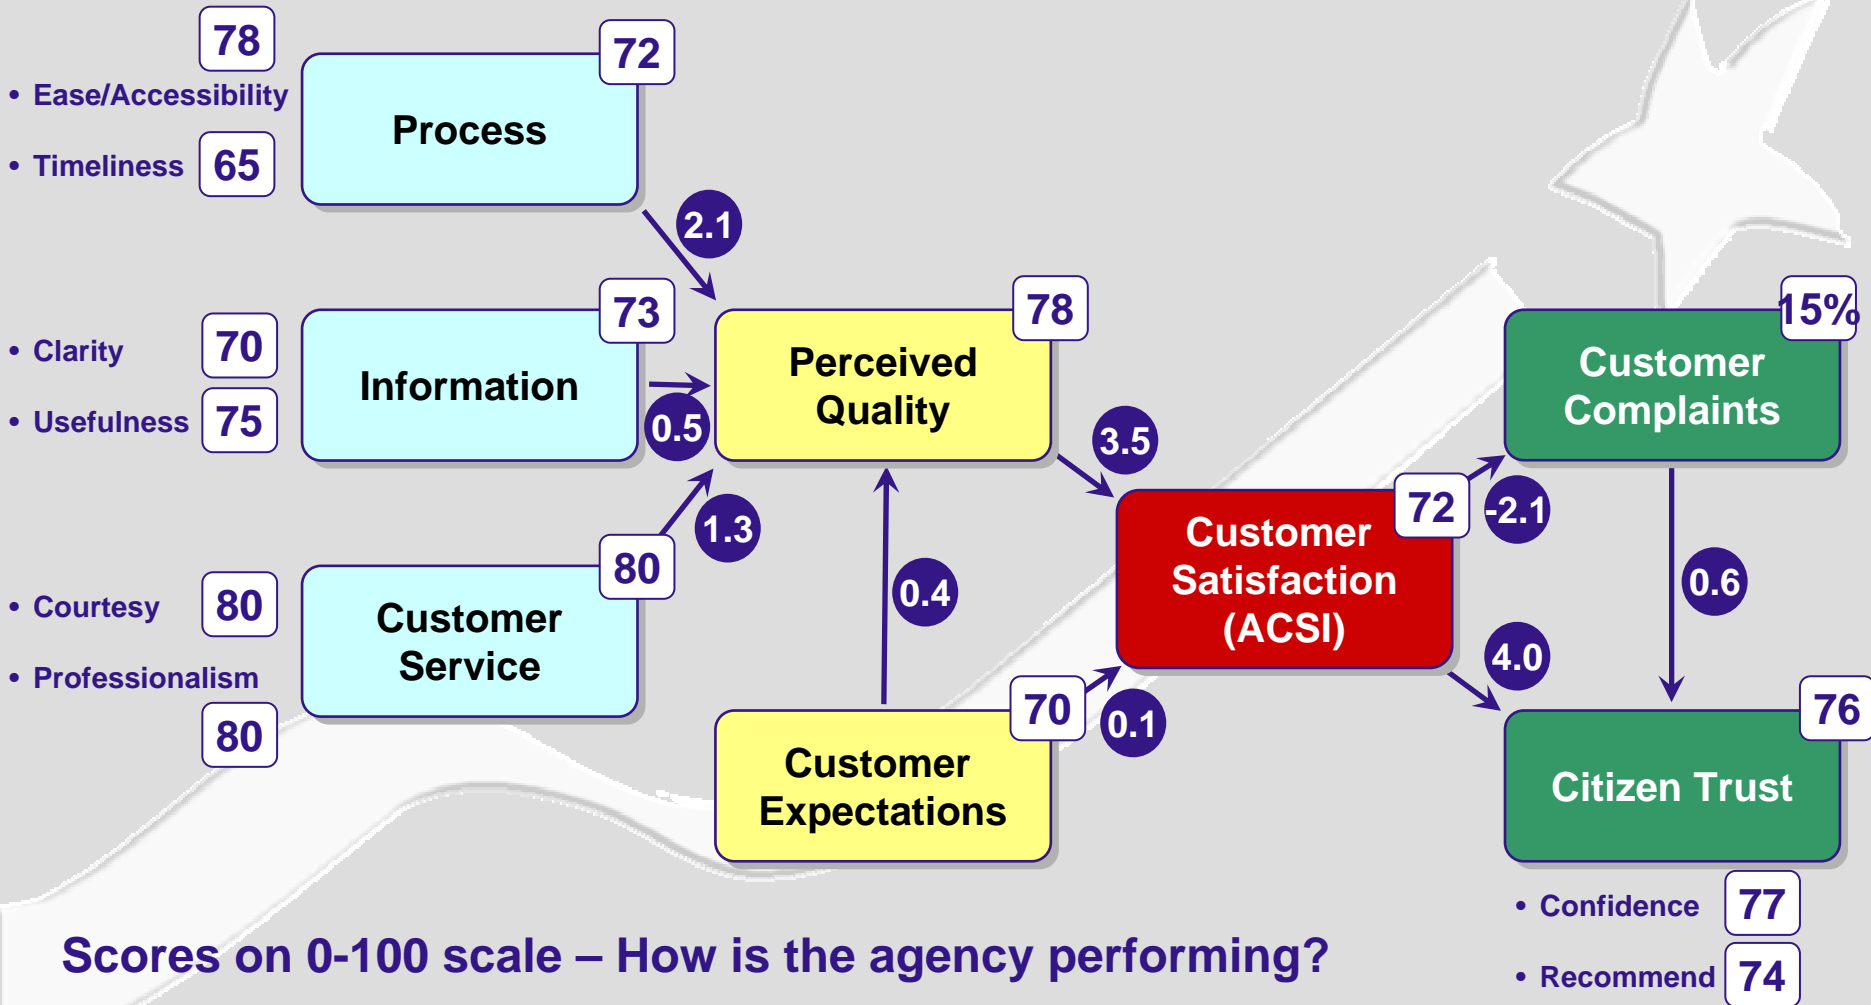 78
72
• Ease/Accessibility
Process
• Timeliness 65
2.1
73
78
15%
• Clarity 70
Information
Perceived
Quality
Customer
Complaints
• Usefulness 75
0.5
3.5
1.3
72
-2.1
80
Customer
Satisfaction
(ACSI)
0.4
0.6
• Courtesy 80
Customer
Service
• Professionalism
80
4.0
70
0.1
76
Customer
Expectations
Citizen Trust
• Confidence 77
Scores on 0-100 scale – How is the agency performing?
• Recommend 74